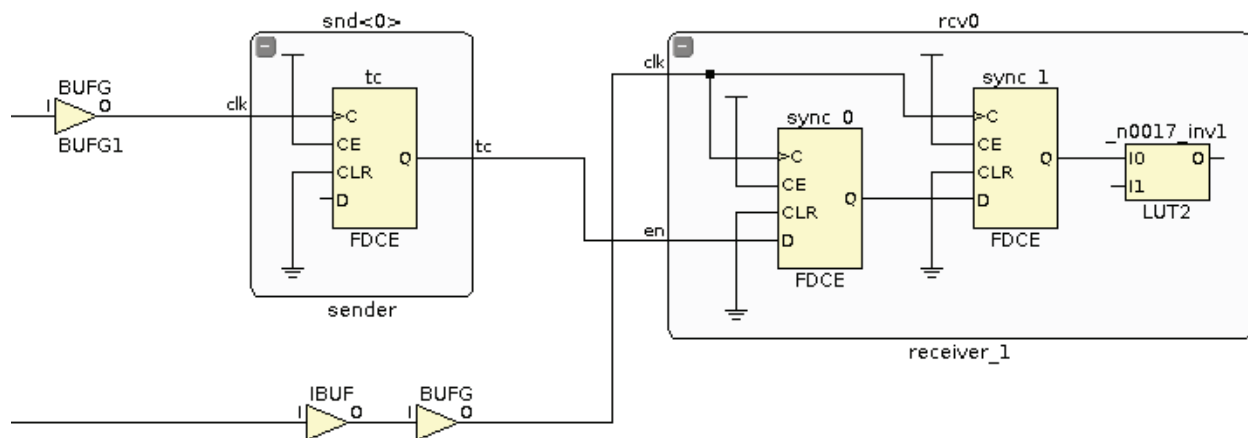 snd<0>
rcv0
BUFG
I
O
BUFG1
clk
tc
>C
CE
CLR
D
Q
FDCE
tc
sender
clk
en
sync_0
>C
CE
CLR
D
Q
FDCE
sync_1
>C
CE
CLR
D
Q
FDCE
_n0017_inv1
I0
O
I1
LUT2
receiver_1
IBUF
I
O
BUFG
I
O